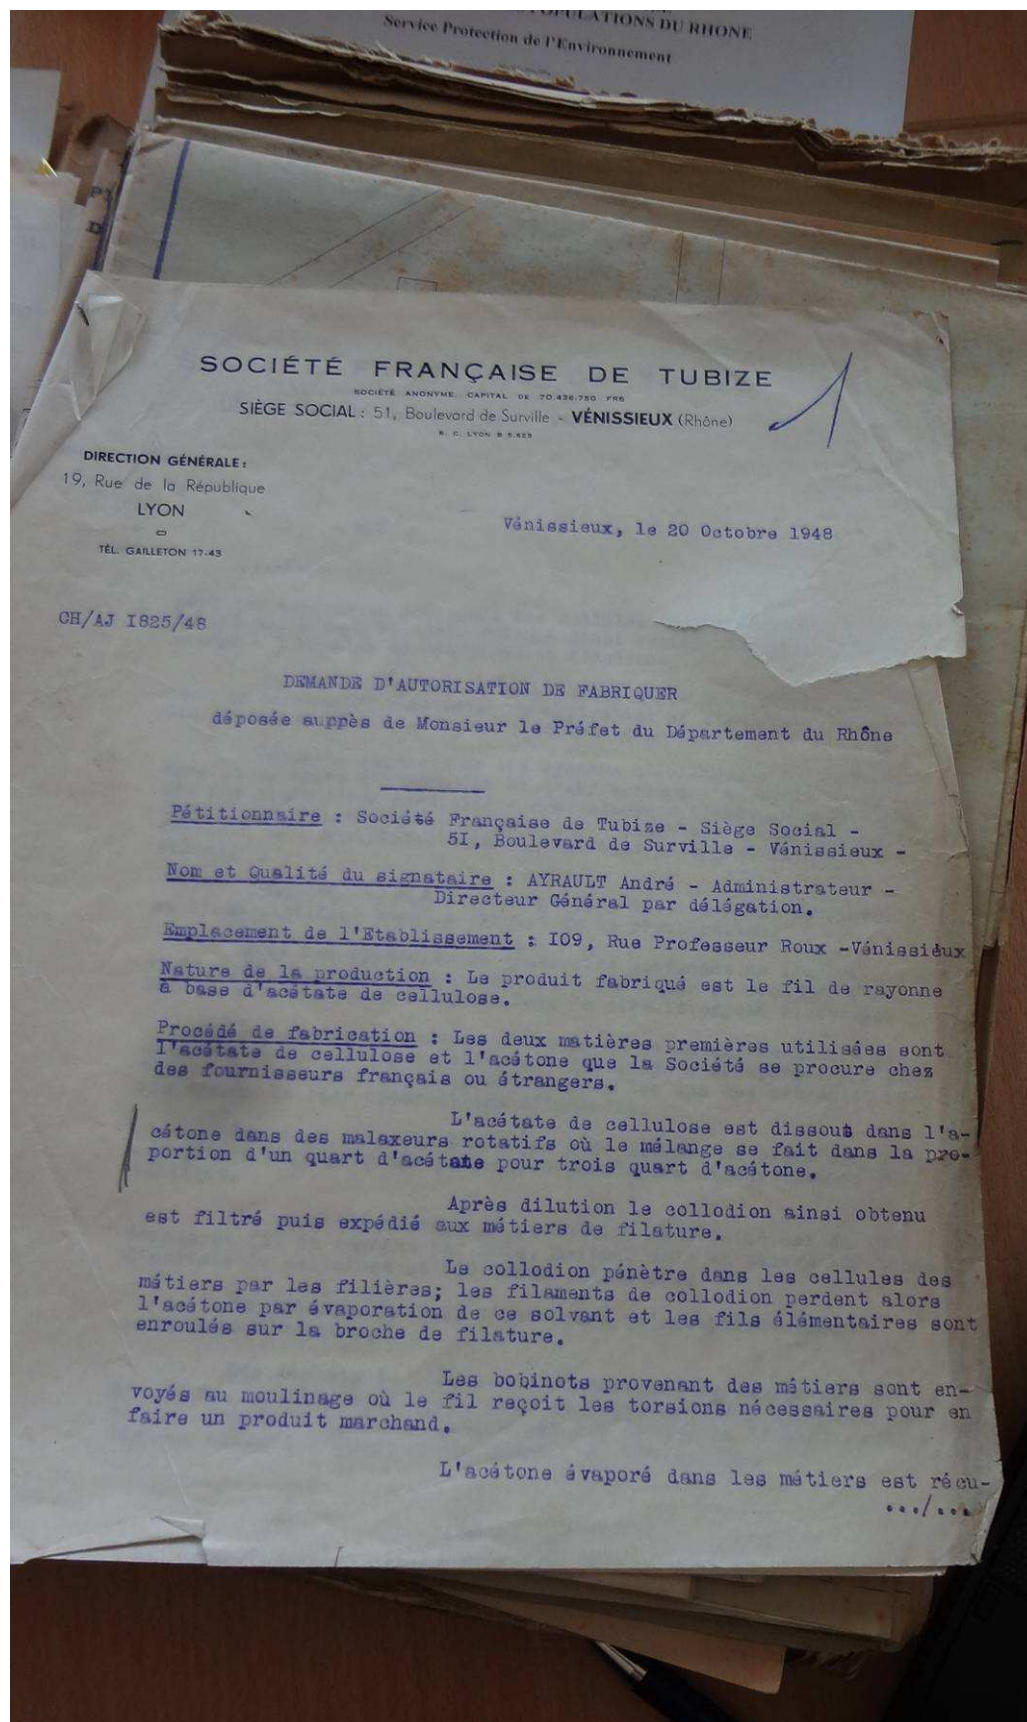 OPULATIONS DU RHONE
Service Protection de l'Environnement
SOCIÉTÉ FRANÇAISE DE TUBIZE
SOCIÉTÉ ANONYME. CAPITAL DE 70.436.750 FRS
SIÈGE SOCIAL : 51, Boulevard de Surville - VÉNISSIEUX (Rhône)
R. C. LYON B 5.623
1
DIRECTION GÉNÉRALE :
19, Rue de la République
LYON
TÉL. GAILLETON 17-43
Vénissieux, le 20 Octobre 1948
CH/AJ I825/48
DEMANDE D'AUTORISATION DE FABRIQUER
déposée auppès de Monsieur le Préfet du Département du Rhône
Pétitionnaire : Société Française de Tubize - Siège Social -
5I, Boulevard de Surville - Vénissieux -
Nom et Qualité du signataire : AYRAULT André - Administrateur -
Directeur Général par délégation.
Emplacement de l'Etablissement : I09, Rue Professeur Roux -Vénissieux
Nature de la production : Le produit fabriqué est le fil de rayonne
à base d'acétate de cellulose.
Procédé de fabrication : Les deux matières premières utilisées sont
l'acétate de cellulose et l'acétone que la Société se procure chez
des fournisseurs français ou étrangers.
L'acétate de cellulose est dissout dans l'a-
cétone dans des malaxeurs rotatifs où le mélange se fait dans la pro-
portion d'un quart d'acétate pour trois quart d'acétone.
Après dilution le collodion ainsi obtenu
est filtré puis expédié aux métiers de filature.
Le collodion pénètre dans les cellules des
métiers par les filières; les filaments de collodion perdent alors
l'acétone par évaporation de ce solvant et les fils élémentaires sont
enroulés sur la broche de filature.
Les bobinots provenant des métiers sont en-
voyés au moulinage où le fil reçoit les torsions nécessaires pour en
faire un produit marchand.
L'acétone évaporé dans les métiers est récu-
.../...